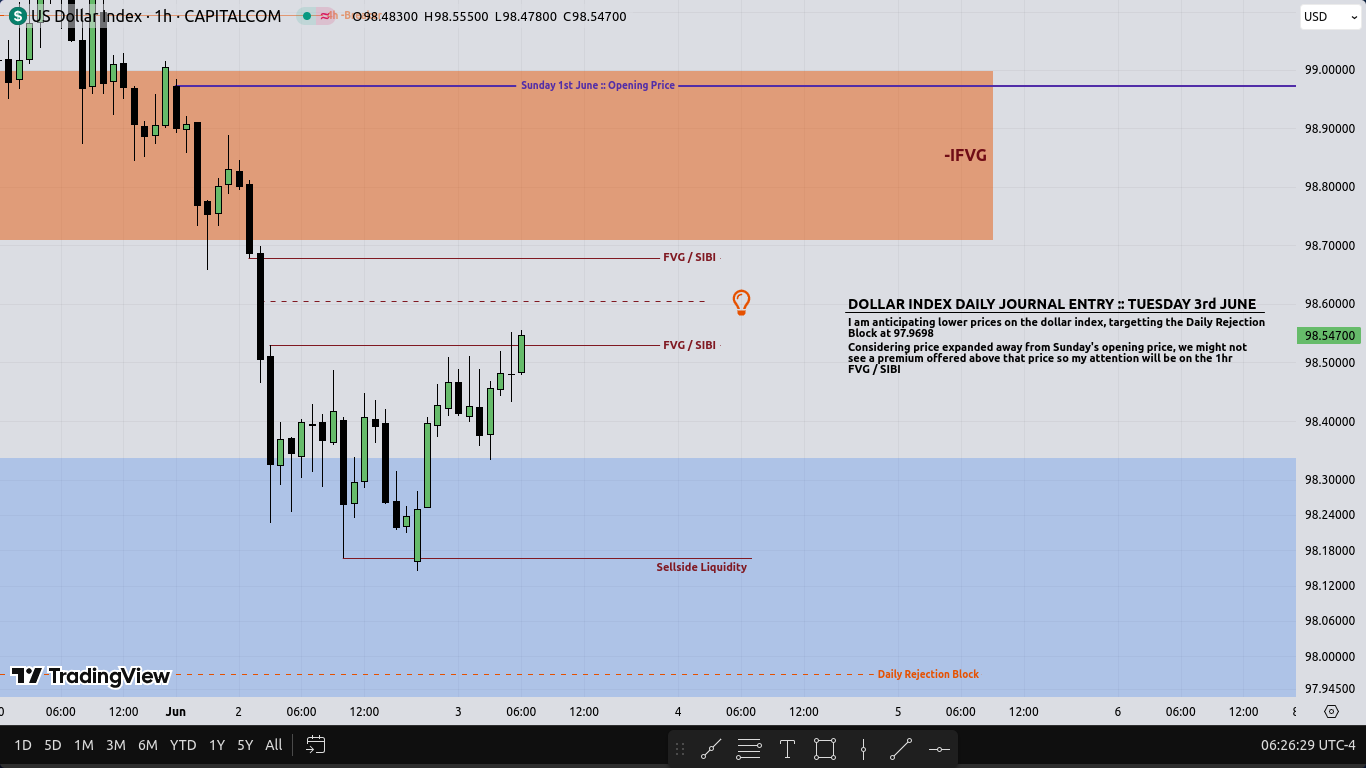 US Dollar Index · 1h · CAPITALCOM
O98.48300 H98.55500 L98.47800 C98.54700
USD
99.00000
Sunday 1st June :: Opening Price
98.90000
-IFVG
98.80000
98.70000
FVG / SIBI
98.60000
DOLLAR INDEX DAILY JOURNAL ENTRY :: TUESDAY 3rd JUNE
I am anticipating lower prices on the dollar index, targetting the Daily Rejection
Block at 97.9698
Considering price expanded away from Sunday's opening price, we might not
see a premium offered above that price so my attention will be on the 1hr
FVG / SIBI
98.54700
FVG / SIBI
98.50000
98.40000
98.30000
98.24000
98.18000
Sellside Liquidity
98.12000
98.06000
98.00000
TradingView
Daily Rejection Block
97.94500
0 06:00 12:00 Jun 2 06:00 12:00 3 06:00 12:00 4 06:00 12:00 5 06:00 12:00 6 06:00 12:00
1D 5D 1M 3M 6M YTD 1Y 5Y All
06:26:29 UTC-4